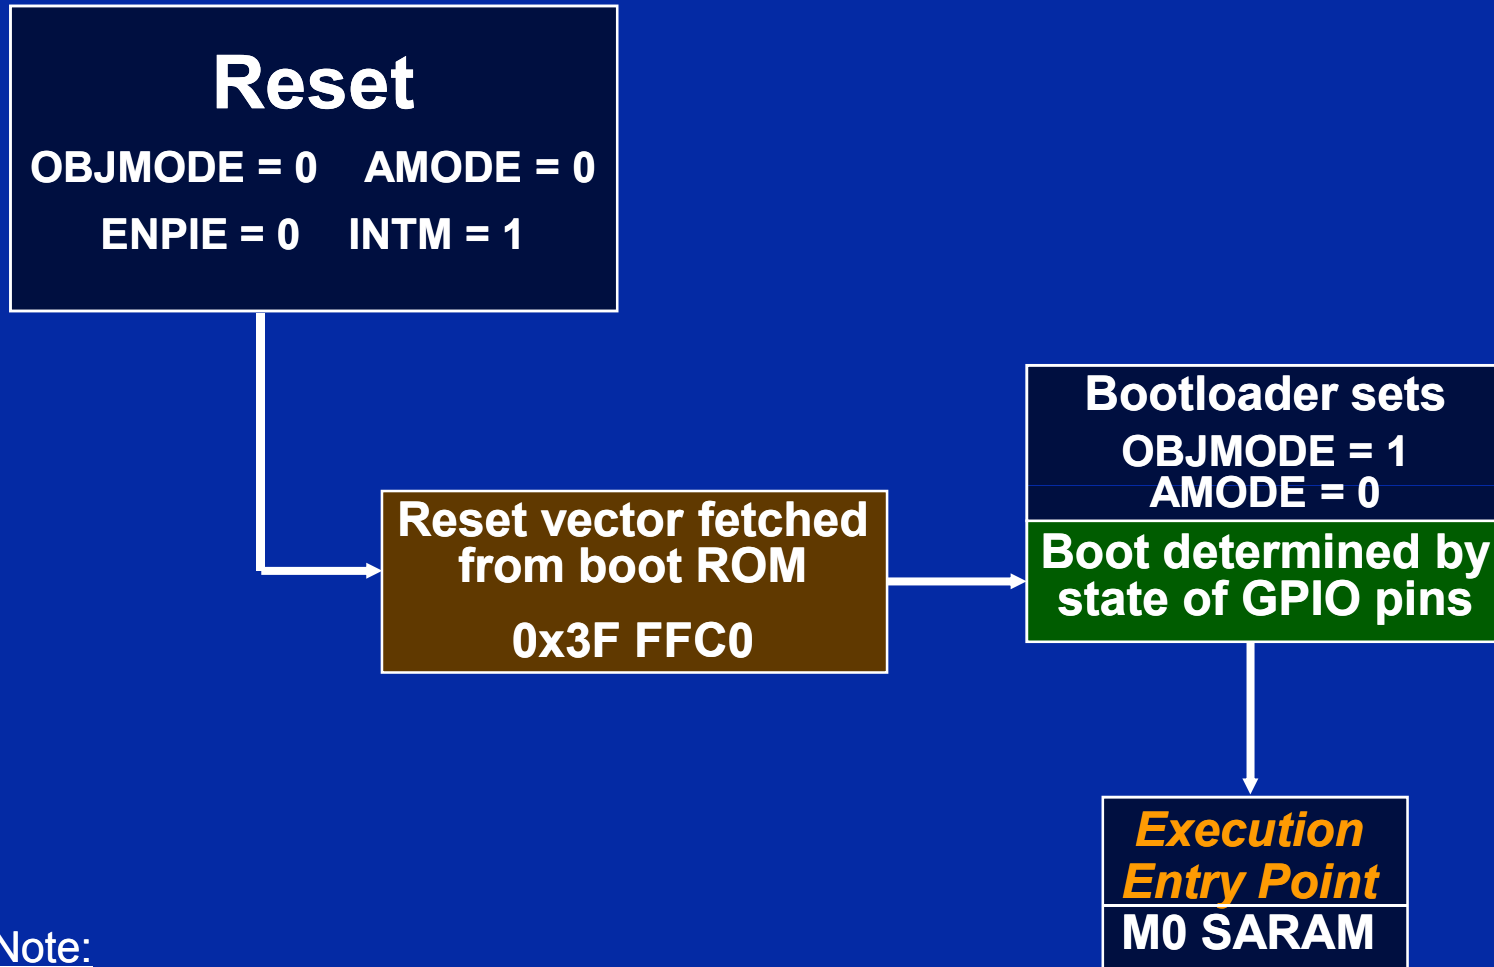 Reset
OBJMODE = 0 AMODE = 0
ENPIE = 0 INTM = 1
Reset vector fetched
from boot ROM
0x3F FFC0
Bootloader sets
OBJMODE = 1
AMODE = 0
Boot determined by
state of GPIO pins
Execution
Entry Point
M0 SARAM
Note: